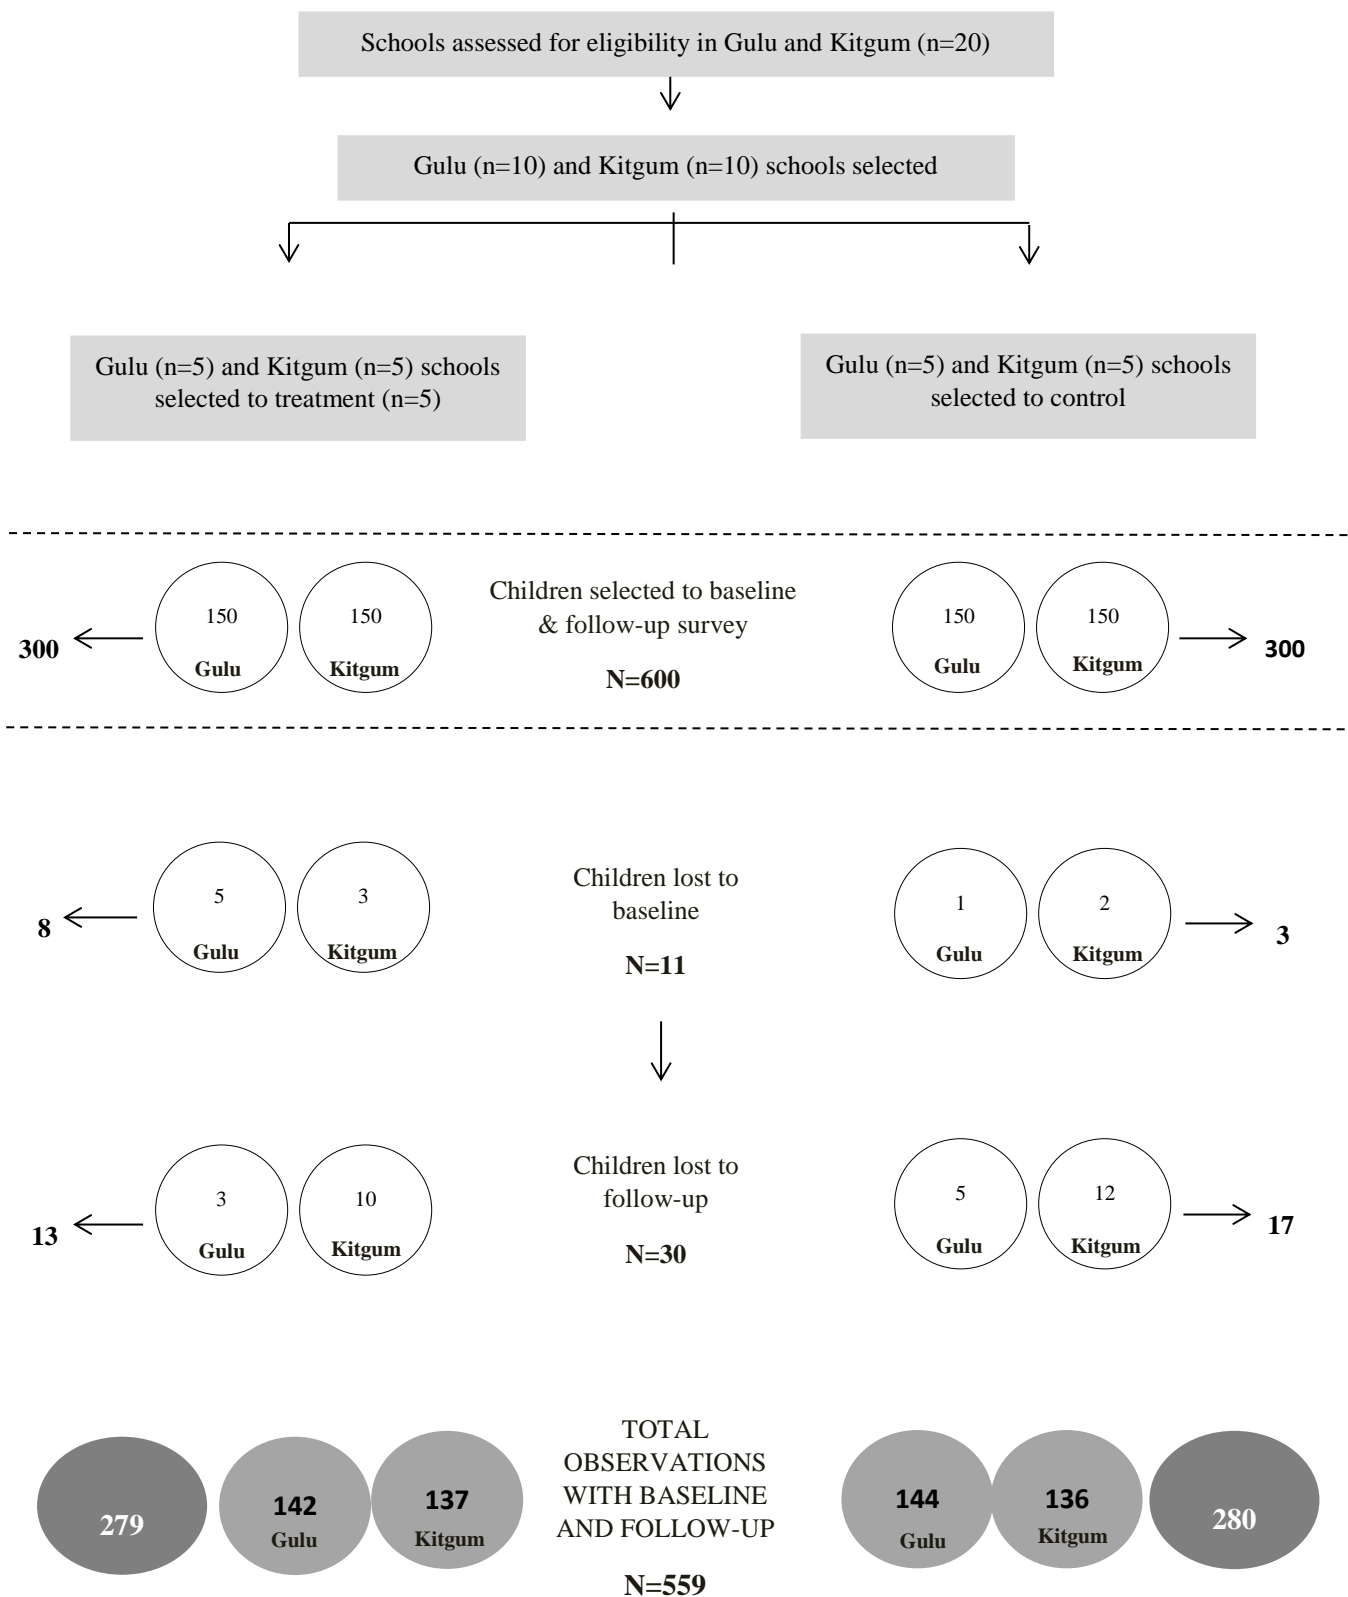 Schools assessed for eligibility in Gulu and Kitgum (n=20)
Gulu (n=10) and Kitgum (n=10) schools selected
Gulu (n=5) and Kitgum (n=5) schools
selected to treatment (n=5)
Gulu (n=5) and Kitgum (n=5) schools
selected to control
300
150
Gulu
150
Kitgum
Children selected to baseline
& follow-up survey
N=600
150
Gulu
150
Kitgum
300
8
5
Gulu
3
Kitgum
Children lost to
baseline
N=11
1
Gulu
2
Kitgum
3
13
3
Gulu
10
Kitgum
Children lost to
follow-up
N=30
5
Gulu
12
Kitgum
17
279
142
Gulu
137
Kitgum
TOTAL
OBSERVATIONS
WITH BASELINE
AND FOLLOW-UP
N=559
144
Gulu
136
Kitgum
280